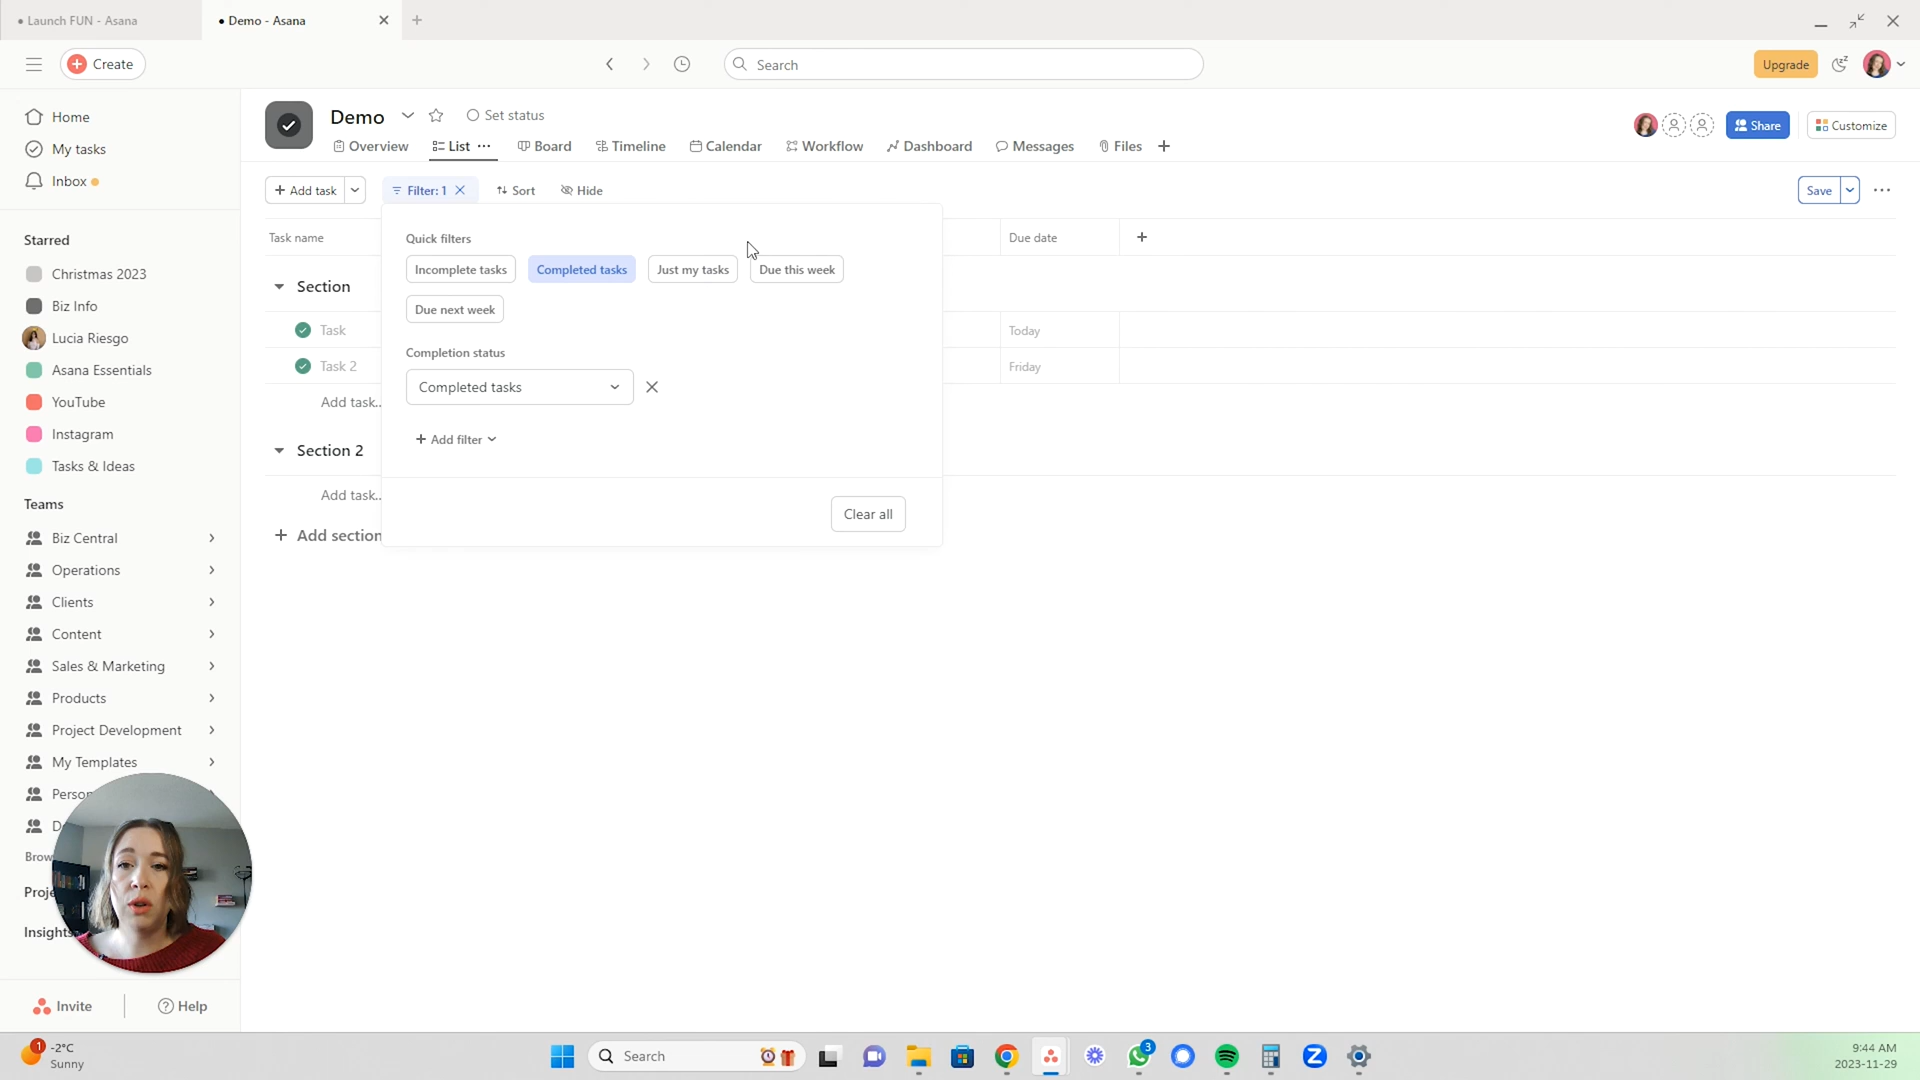 Launch FUN - Asana
Demo - Asana
Create
Search
Upgrade
Home
My tasks
Inbox
Starred
Christmas 2023
Biz Info
Lucia Riesgo
Asana Essentials
YouTube
Instagram
Tasks & Ideas
Teams
Biz Central
Operations
Clients
Content
Sales & Marketing
Products
Project Development
My Templates
Insights
Invite
Help
Demo
Set status
Share
Customize
Overview
List
Board
Timeline
Calendar
Workflow
Dashboard
Messages
Files
Add task
Filter: 1
Sort
Hide
Save
Task name
Due date
Section
Task
Today
Task 2
Friday
Add task..
Section 2
Add task..
Add section
Quick filters
Incomplete tasks
Completed tasks
Just my tasks
Due this week
Due next week
Completion status
Completed tasks
Add filter
Clear all
1
-2°C
Sunny
Search
3
9:44 AM
2023-11-29